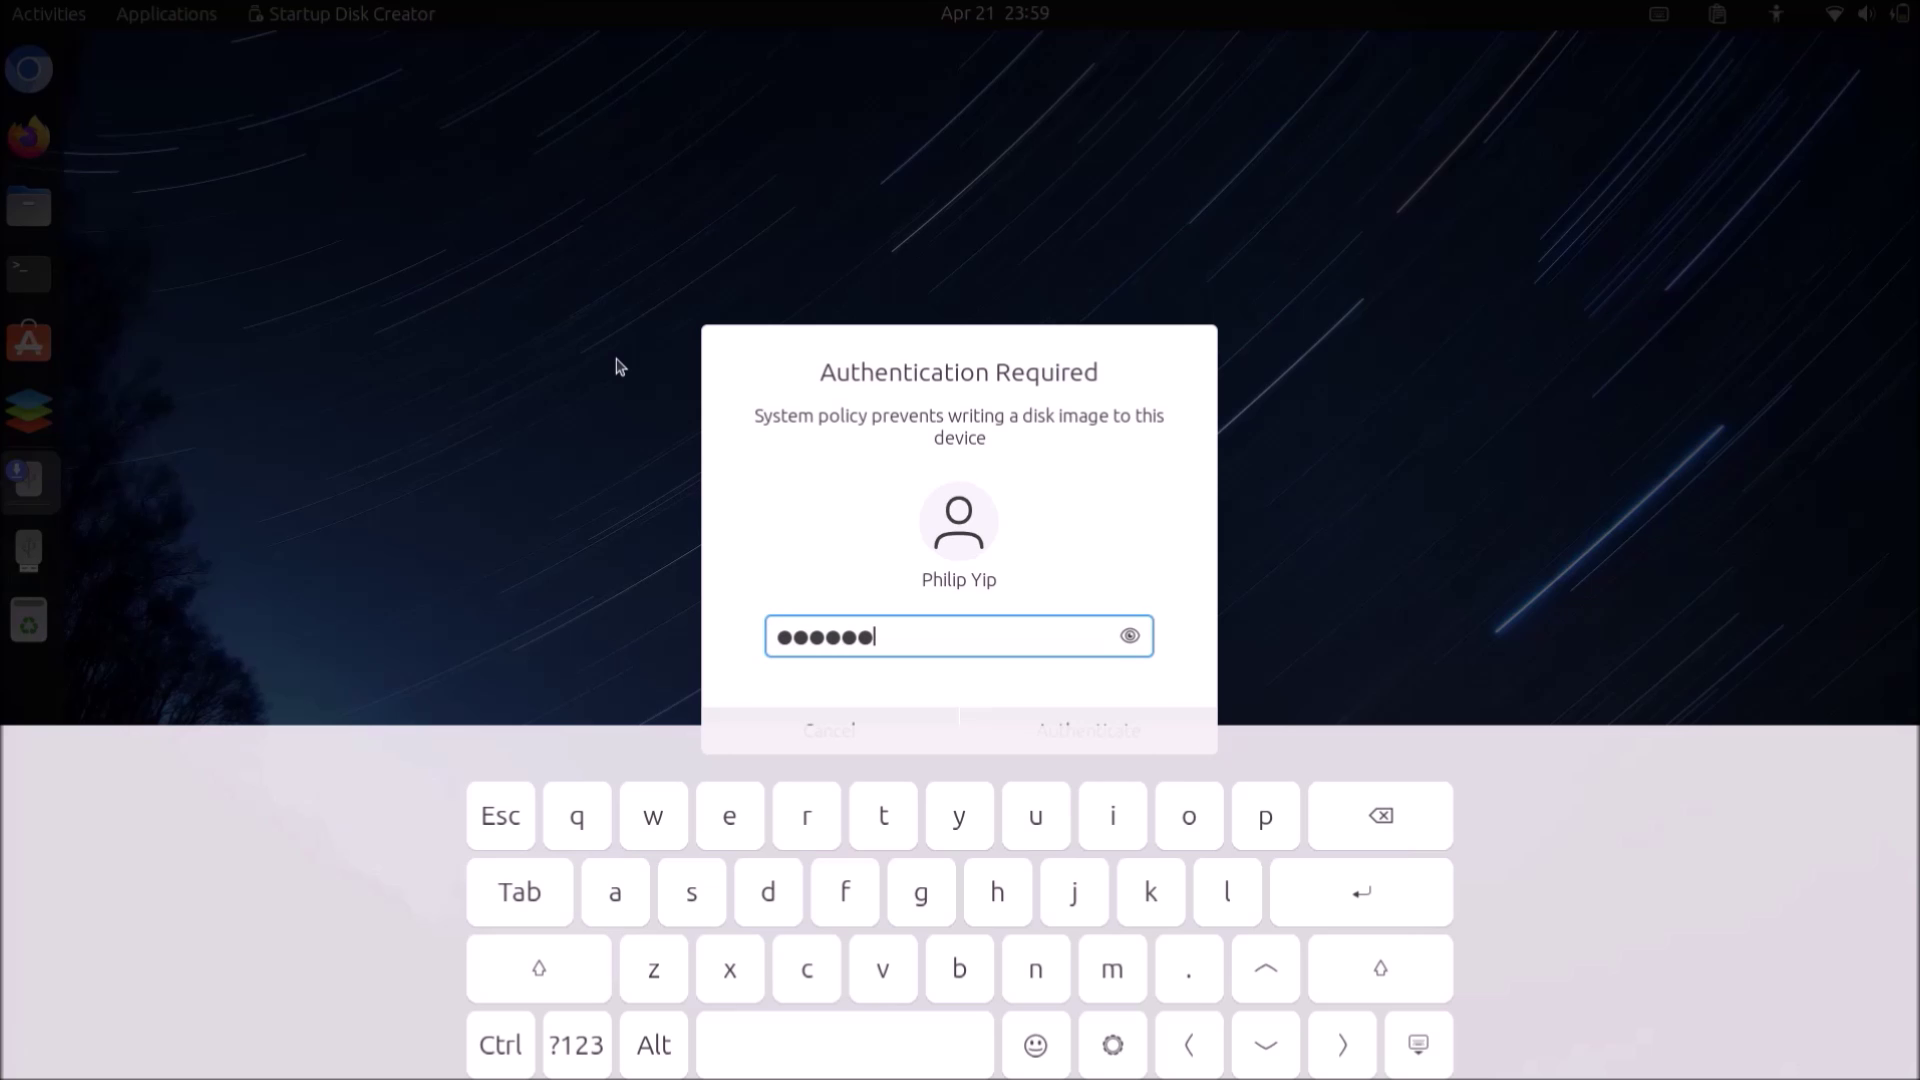 Activities Applications Startup Disk Creator Apr 21 23:59
Authentication Required
System policy prevents writing a disk image to this
device
Philip Yip
●●●●●●
Cancel Authenticate
Esc q w e r t y u i o p
Tab a s d f g h j k l
z x c v b n m .
Ctrl ?123 Alt